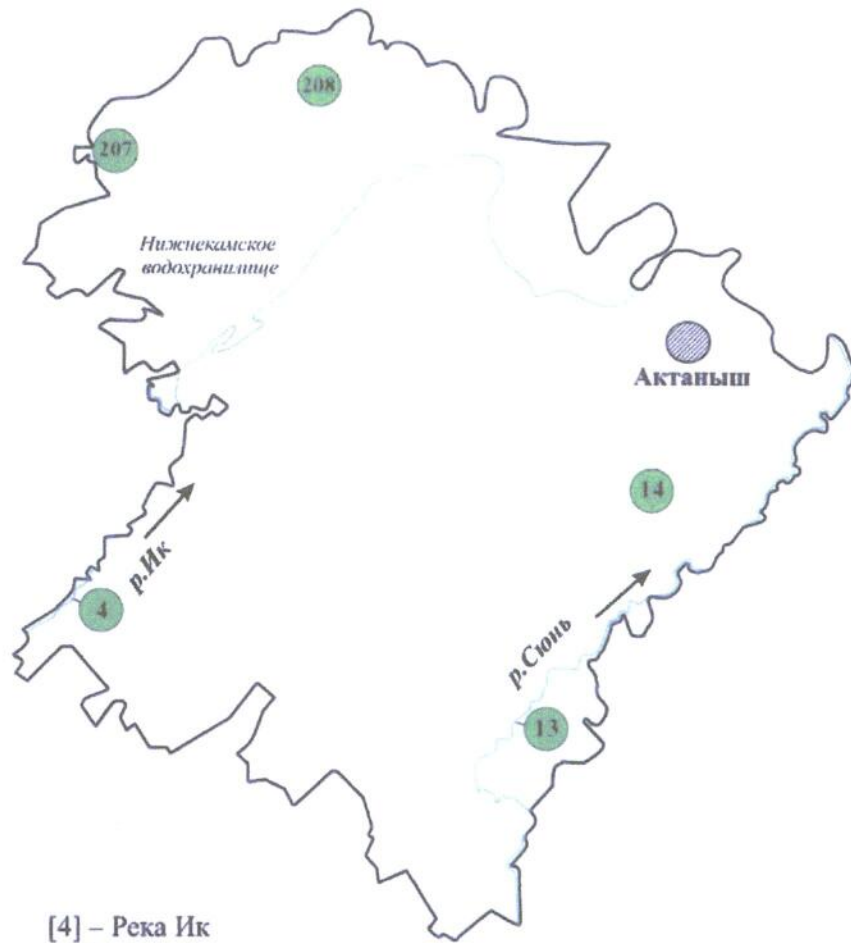 208
207
Нижнекамское
водохранилище
Актаныш
14
р.Ик
4
р.Сюнь
13
[4] – Река Ик